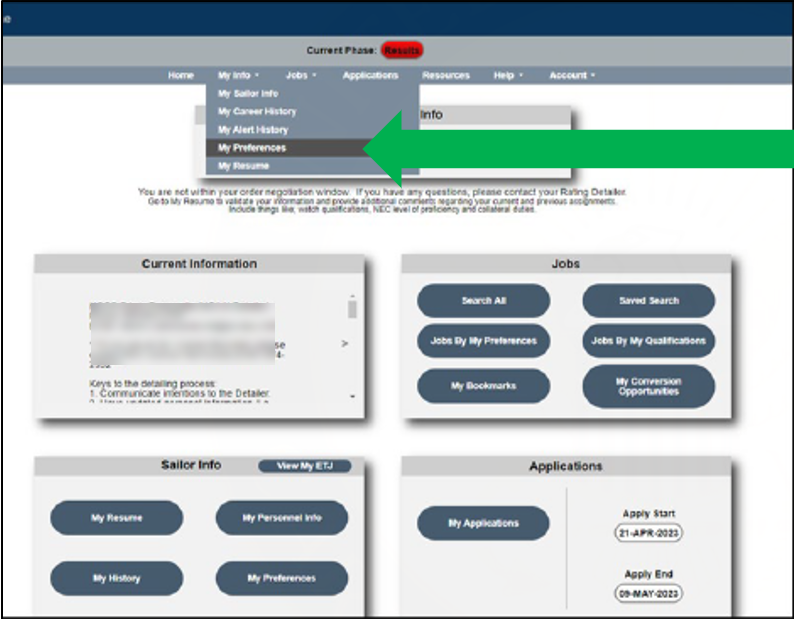 e
Current Phase: Results
Home My Info Jobs Applications Resources Help Account
My Sailor Info
My Career History
My Alert History
My Preferences
My Resume
Info
You are not within your order negotiation window. If you have any questions, please contact your Rating Detailer.
Go to My Resume to validate your information and provide additional comments regarding your current and previous assignments.
Include things like; watch qualifications, NEC level of proficiency and collateral duties.
Current Information
se
>
4-
Keys to the detailing process:
1. Communicate intentions to the Detailer.
Jobs
Search All Saved Search
Jobs By My Preferences Jobs By My Qualifications
My Bookmarks My Conversion
Opportunities
Sailor Info View My ETJ
My Resume My Personnel Info
My History My Preferences
Applications
My Applications
Apply Start
21-APR-2023
Apply End
09-MAY-2023